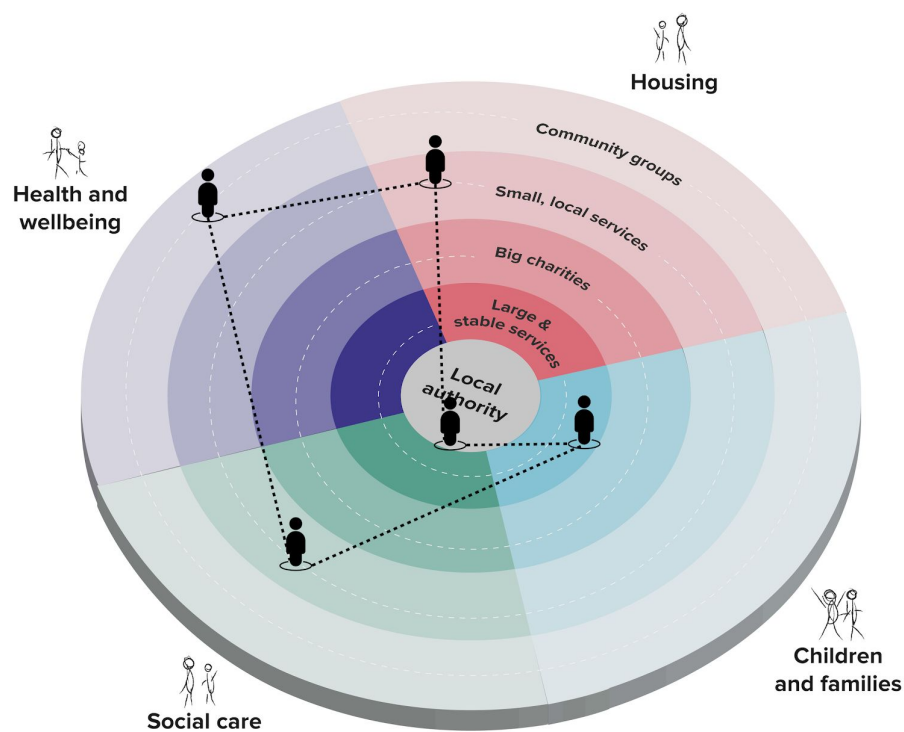 Housing
Community groups
Health and
wellbeing
Small, local services
Big charities
Large &
stable services
Local
authority
Children
and families
Social care